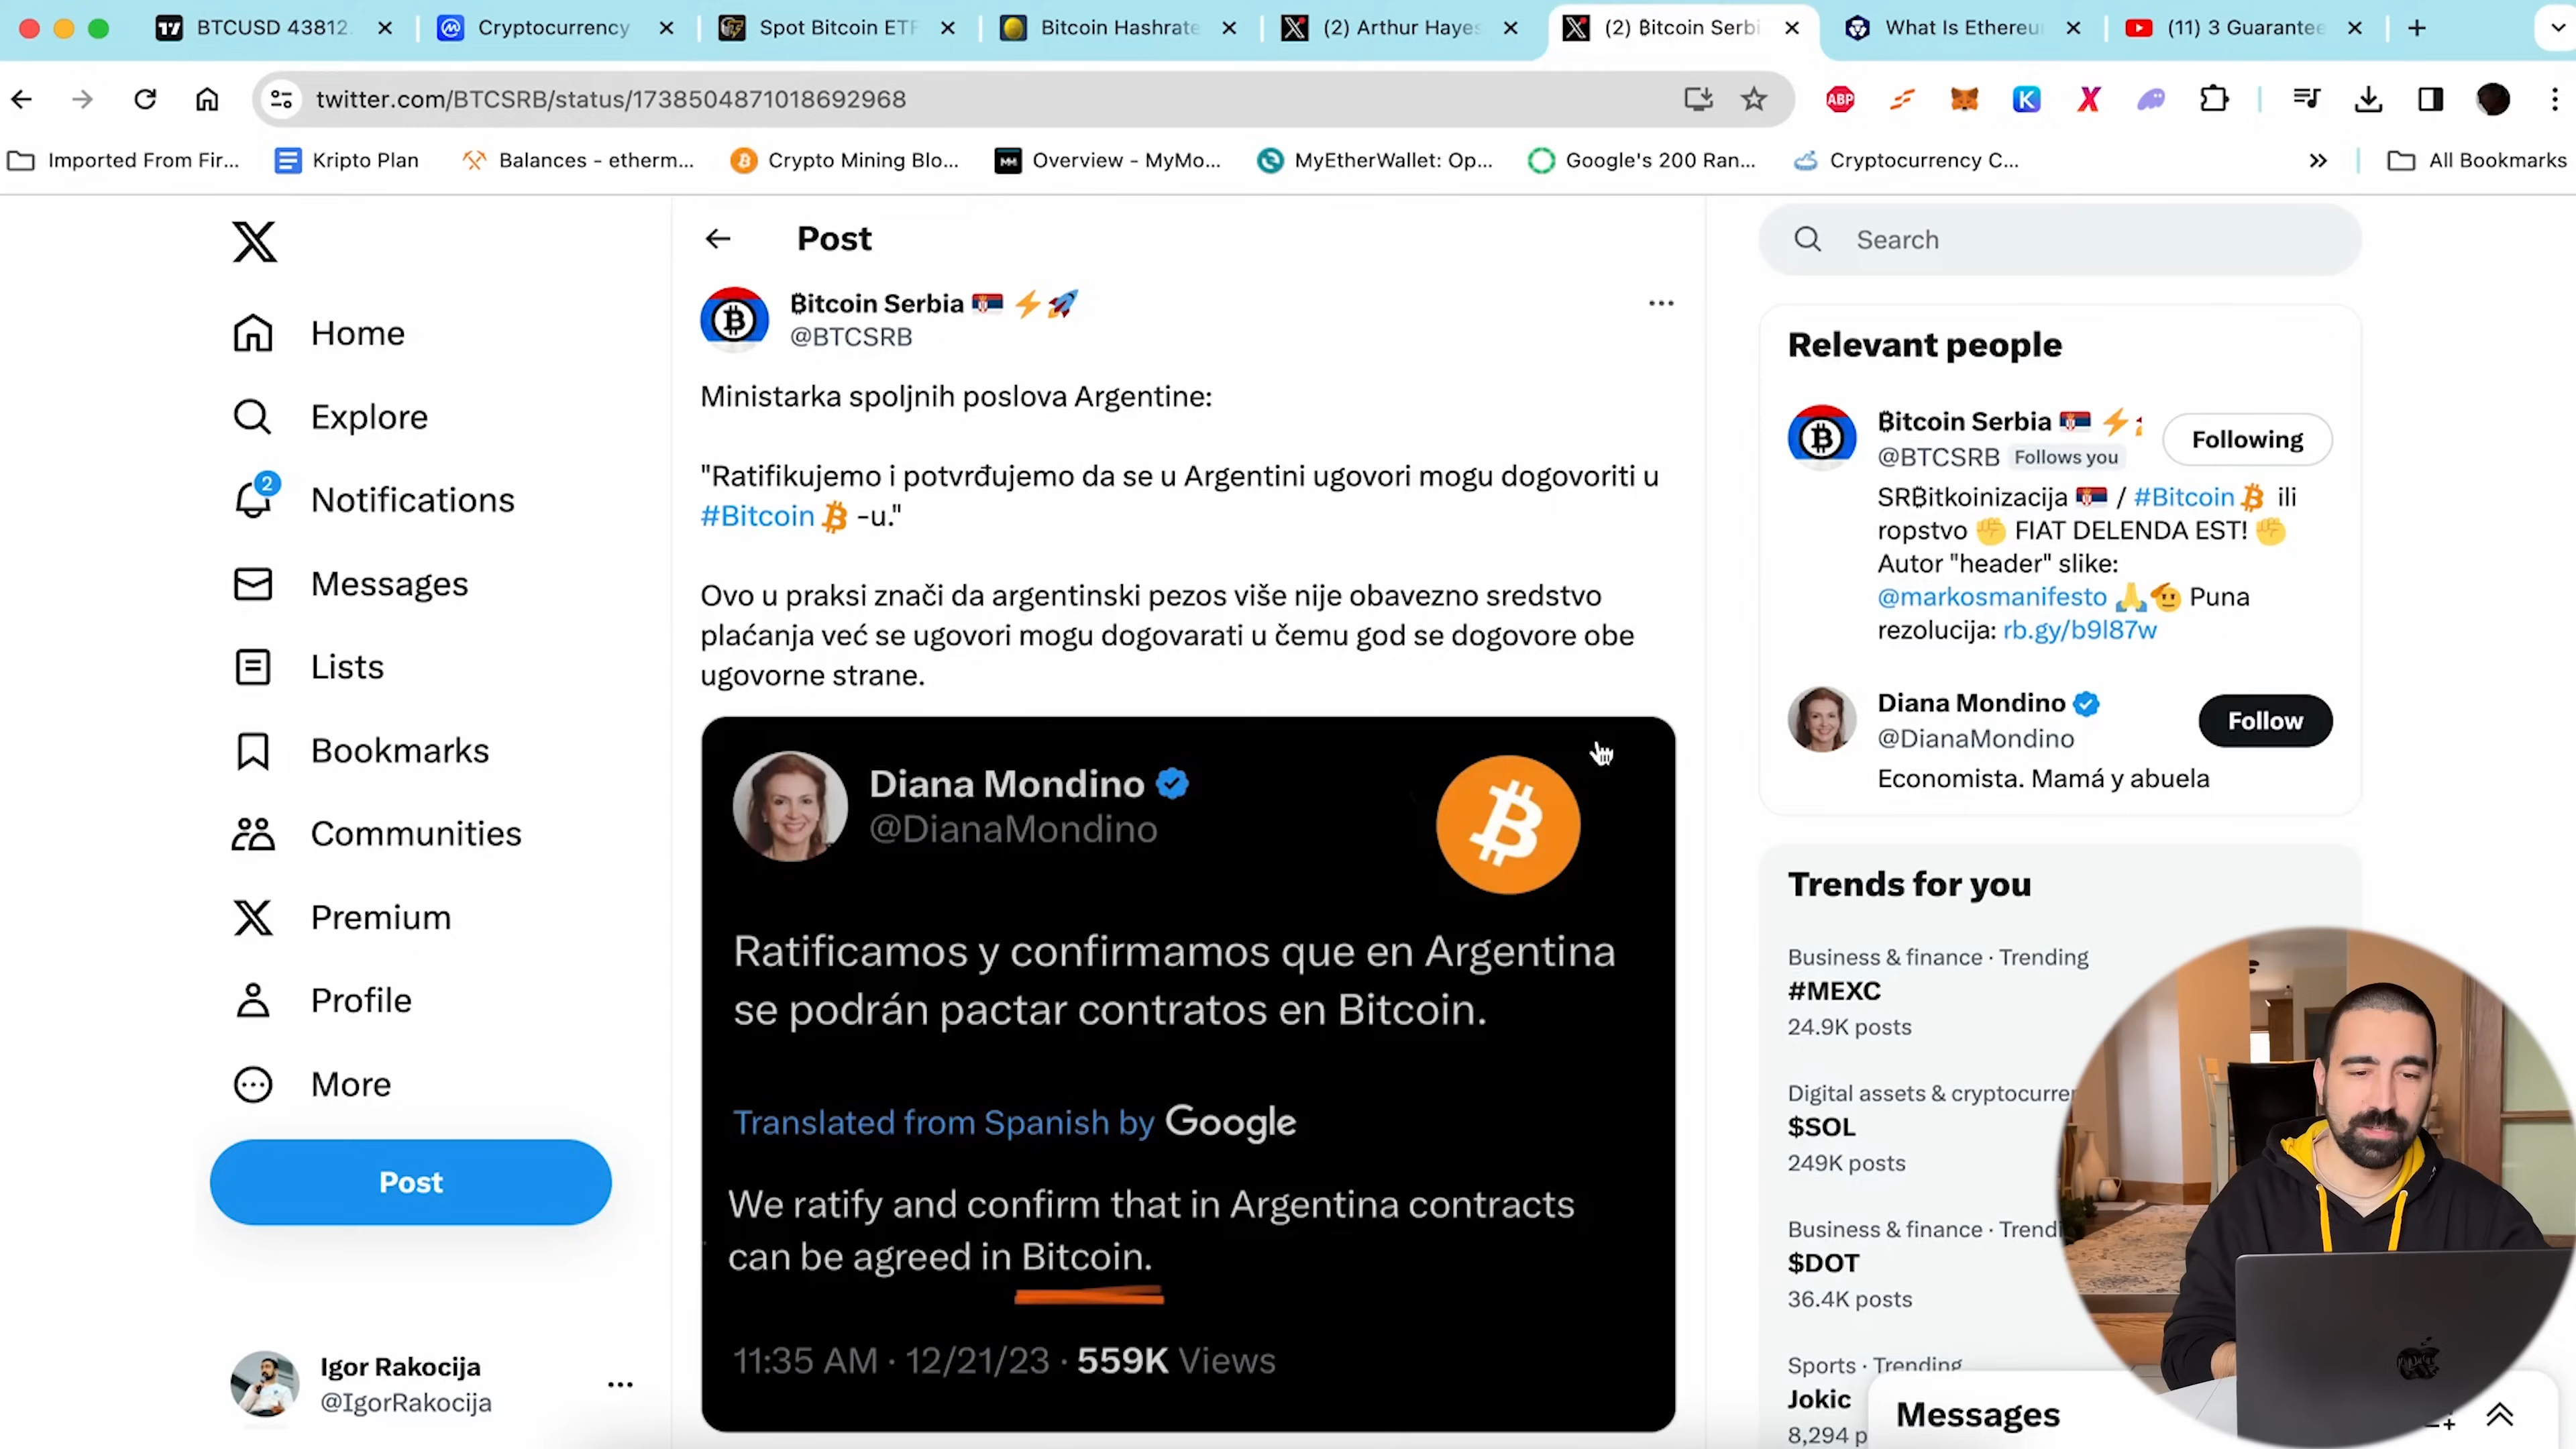 BTCUSD 43812.
Cryptocurrency
Spot Bitcoin ETF
Bitcoin Hashrate
(2) Arthur Hayes
(2) ₿itcoin Serbi
What Is Ethereu
(11) 3 Guarantee
twitter.com/BTCSRB/status/1738504871018692968
ABP
Imported From Fir...
Kripto Plan
Balances - etherm...
Crypto Mining Blo...
Overview - MyMo...
MyEtherWallet: Op...
Google's 200 Ran...
Cryptocurrency C...
All Bookmarks
Home
Explore
2
Notifications
Messages
Lists
Bookmarks
Communities
Premium
Profile
More
Post
Igor Rakocija
@IgorRakocija
Post
₿itcoin Serbia 🇷🇸 ⚡🚀
@BTCSRB
Ministarka spoljnih poslova Argentine:
"Ratifikujemo i potvrđujemo da se u Argentini ugovori mogu dogovoriti u
#Bitcoin -u."
Ovo u praksi znači da argentinski pezos više nije obavezno sredstvo
plaćanja već se ugovori mogu dogovarati u čemu god se dogovore obe
ugovorne strane.
Diana Mondino
@DianaMondino
Ratificamos y confirmamos que en Argentina
se podrán pactar contratos en Bitcoin.
Translated from Spanish by Google
We ratify and confirm that in Argentina contracts
can be agreed in Bitcoin.
11:35 AM · 12/21/23 · 559K Views
Search
Relevant people
₿itcoin Serbia 🇷🇸 ⚡
Following
@BTCSRB Follows you
SR₿itkoinizacija 🇷🇸 / #Bitcoin ili
ropstvo ✊ FIAT DELENDA EST! ✊
Autor "header" slike:
@markosmanifesto 🙏🫡 Puna
rezolucija: rb.gy/b9l87w
Diana Mondino
Follow
@DianaMondino
Economista. Mamá y abuela
Trends for you
Business & finance · Trending
#MEXC
24.9K posts
Digital assets & cryptocurre
$SOL
249K posts
Business & finance · Trendi
$DOT
36.4K posts
Sports · Trending
Jokic
8,294 p
Messages